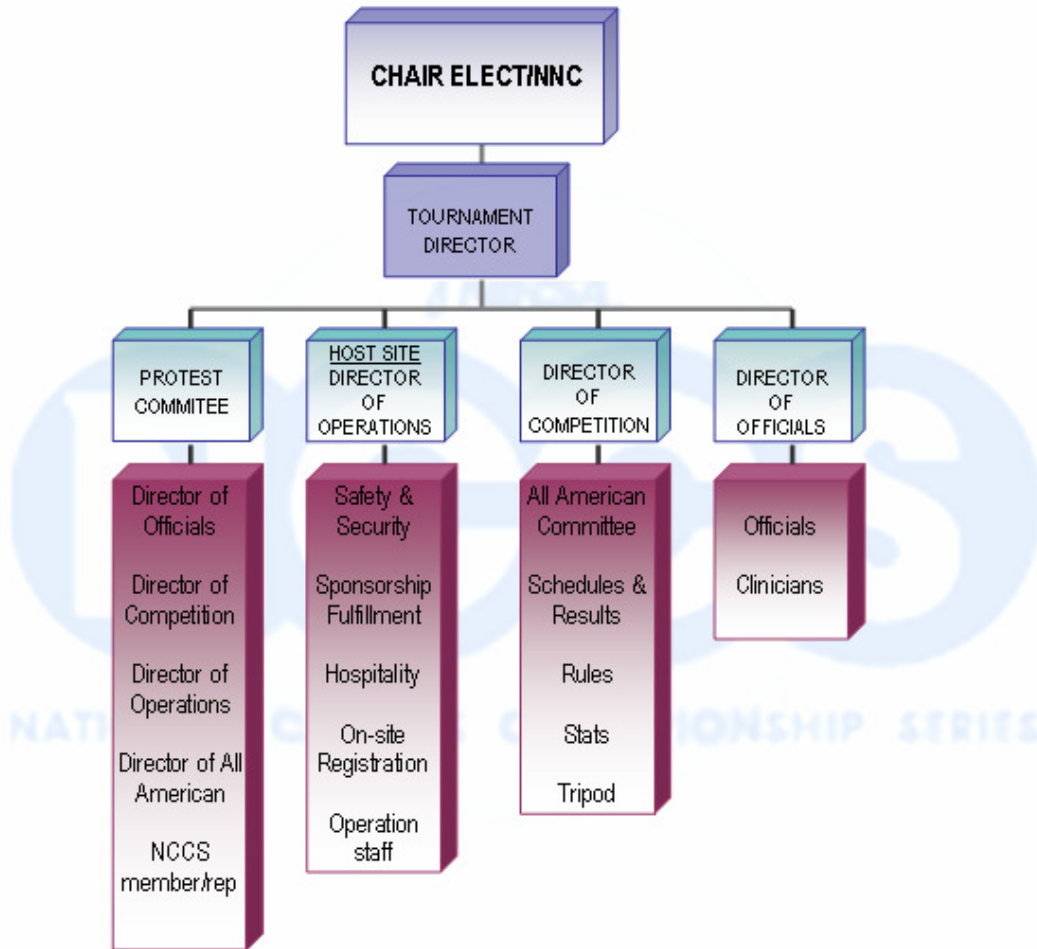 CHAIR ELECT/NNC
TOURNAMENT
DIRECTOR
PROTEST
COMMITEE
HOST SITE
DIRECTOR
OF
OPERATIONS
DIRECTOR
OF
COMPETITION
DIRECTOR
OF
OFFICIALS
Director of
Officials
Director of
Competition
Director of
Operations
Director of All
American
NCCS
member/rep
Safety &
Security
Sponsorship
Fulfillment
Hospitality
On-site
Registration
Operation
staff
All American
Committee
Schedules &
Results
Rules
Stats
Tripod
Officials
Clinicians
SERIES